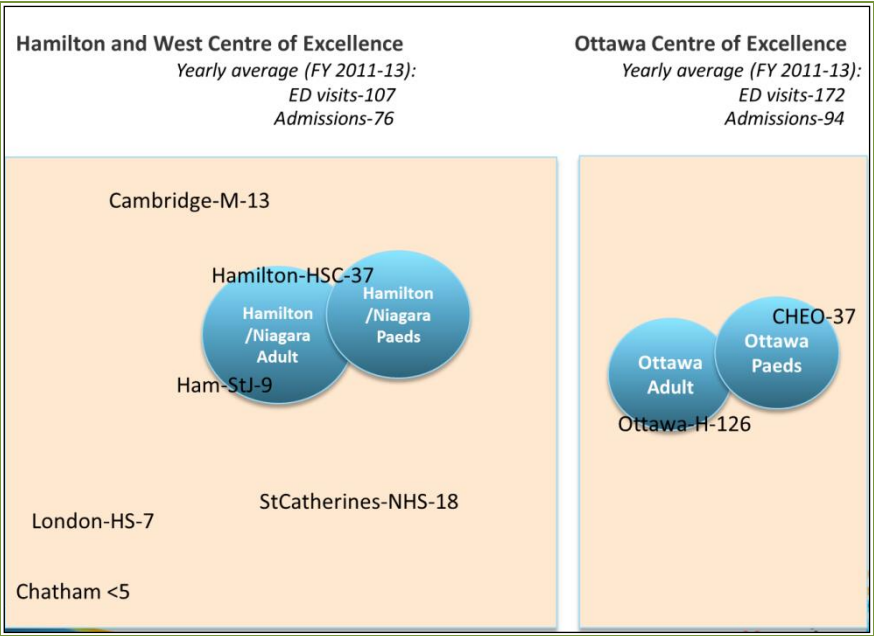 Hamilton and West Centre of Excellence
Yearly average (FY 2011-13):
ED visits-107
Admissions-76
Cambridge-M-13
Hamilton-HSC-37
Hamilton
/Niagara
Adult
Hamilton
/Niagara
Paeds
Ham-StJ-9
StCatherines-NHS-18
London-HS-7
Chatham <5
Ottawa Centre of Excellence
Yearly average (FY 2011-13):
ED visits-172
Admissions-94
CHEO-37
Ottawa
Paeds
Ottawa
Adult
Ottawa-H-126